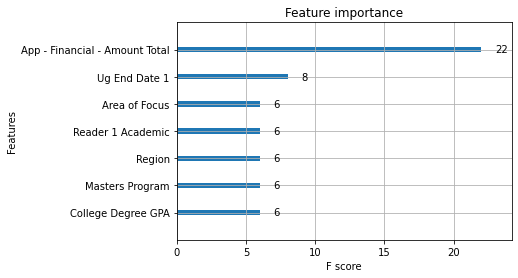 Feature importance
Features
App - Financial - Amount Total
22
Ug End Date 1
8
Area of Focus
6
Reader 1 Academic
6
Region
6
Masters Program
6
College Degree GPA
6
0 5 10 15 20
F score